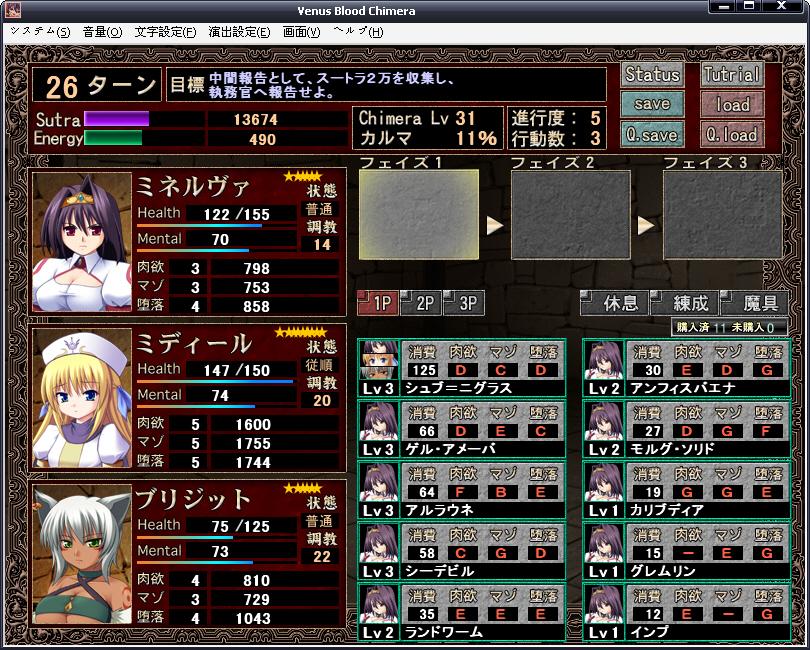 Venus Blood Chimera
システム(S) 音量(O) 文字設定(F) 演出設定(E) 画面(V) ヘルプ(H)
26 ターン
目標 中間報告として、スートラ2万を収集し、
執務官へ報告せよ。
Status Tutrial
save load
Q.save Q.load
Sutra 13674
Energy 490
Chimera Lv 31
カルマ 11%
進行度： 5
行動数： 3
フェイズ1 フェイズ2 フェイズ3
ミネルヴァ
状態
普通
Health 122 /155
調教
14
Mental 70
肉欲 3 798
マゾ 3 753
堕落 4 858
ミディール
状態
従順
Health 147 /150
調教
20
Mental 74
肉欲 5 1600
マゾ 5 1755
堕落 5 1744
ブリジット
状態
普通
Health 75 /125
調教
22
Mental 73
肉欲 4 810
マゾ 3 729
堕落 4 1043
1P 2P 3P
休息 錬成 魔具
購入済 11 未購入 0
消費 肉欲 マゾ 堕落
125 D C D
Lv 3 シュブ＝ニグラス
消費 肉欲 マゾ 堕落
30 E D G
Lv 2 アンフィスバエナ
消費 肉欲 マゾ 堕落
66 D E C
Lv 3 ゲル・アメーバ
消費 肉欲 マゾ 堕落
27 D G F
Lv 2 モルグ・ソリド
消費 肉欲 マゾ 堕落
64 F B E
Lv 3 アルラウネ
消費 肉欲 マゾ 堕落
19 G G E
Lv 1 カリブディア
消費 肉欲 マゾ 堕落
58 C G D
Lv 3 シーデビル
消費 肉欲 マゾ 堕落
15 － E G
Lv 1 グレムリン
消費 肉欲 マゾ 堕落
35 E E E
Lv 2 ランドワーム
消費 肉欲 マゾ 堕落
12 E － G
Lv 1 インプ